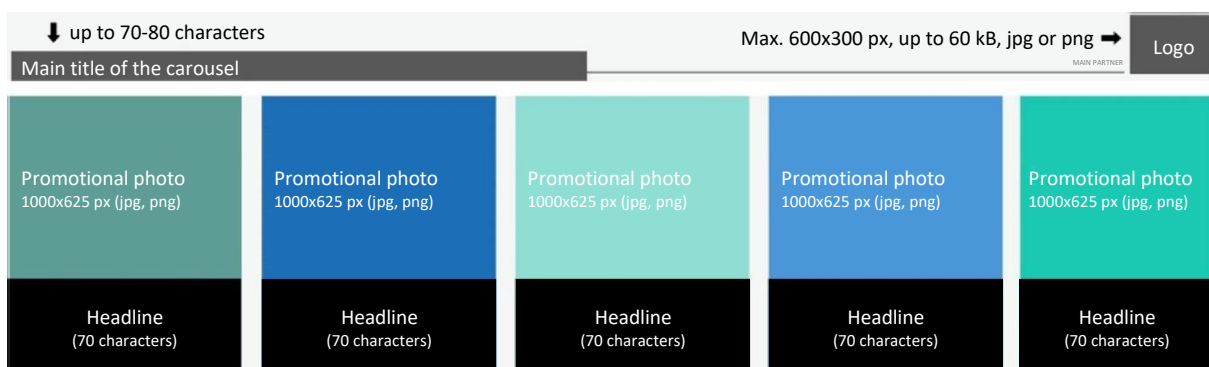 ⬇ up to 70-80 characters
Max. 600x300 px, up to 60 kB, jpg or png ➡
Logo
MAIN PARTNER
Main title of the carousel
Promotional photo
1000x625 px (jpg, png)
Promotional photo
1000x625 px (jpg, png)
Promotional photo
1000x625 px (jpg, png)
Promotional photo
1000x625 px (jpg, png)
Promotional photo
1000x625 px (jpg, png)
Headline
(70 characters)
Headline
(70 characters)
Headline
(70 characters)
Headline
(70 characters)
Headline
(70 characters)